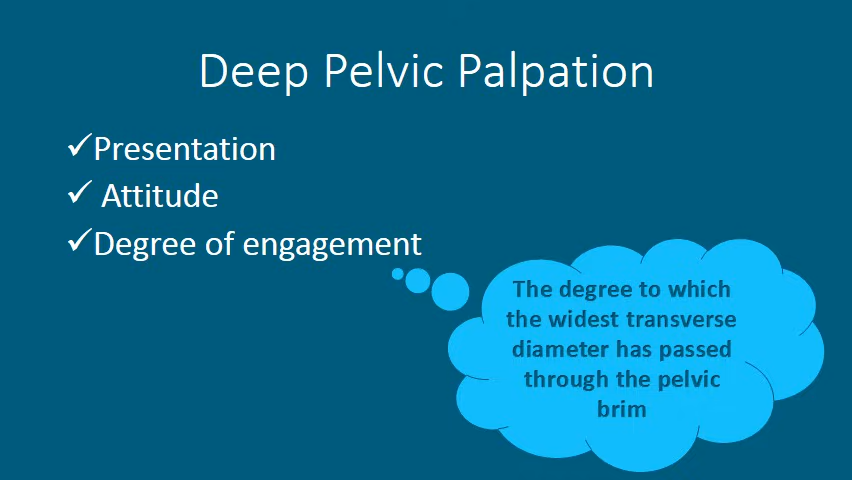 Deep Pelvic Palpation
✓Presentation
✓ Attitude
✓Degree of engagement
The degree to which
the widest transverse
diameter has passed
through the pelvic
brim